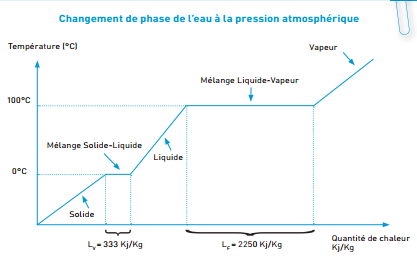 Changement de phase de l'eau à la pression atmosphérique
Température (°C)
Vapeur
Mélange Liquide-Vapeur
100°C
Mélange Solide-Liquide
Liquide
0°C
Solide
Quantité de chaleur
Kj/Kg
Lv = 333 Kj/Kg
LF = 2250 Kj/Kg